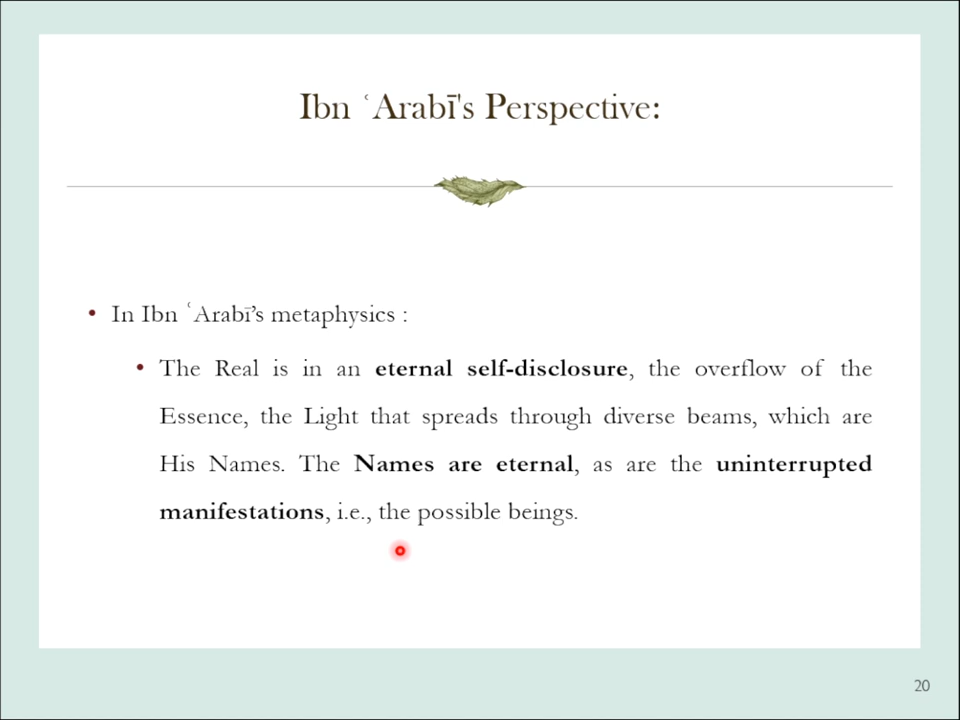 Ibn ʿArabī's Perspective:
• In Ibn ʿArabī’s metaphysics :
• The Real is in an eternal self-disclosure, the overflow of the
Essence, the Light that spreads through diverse beams, which are
His Names. The Names are eternal, as are the uninterrupted
manifestations, i.e., the possible beings.
20